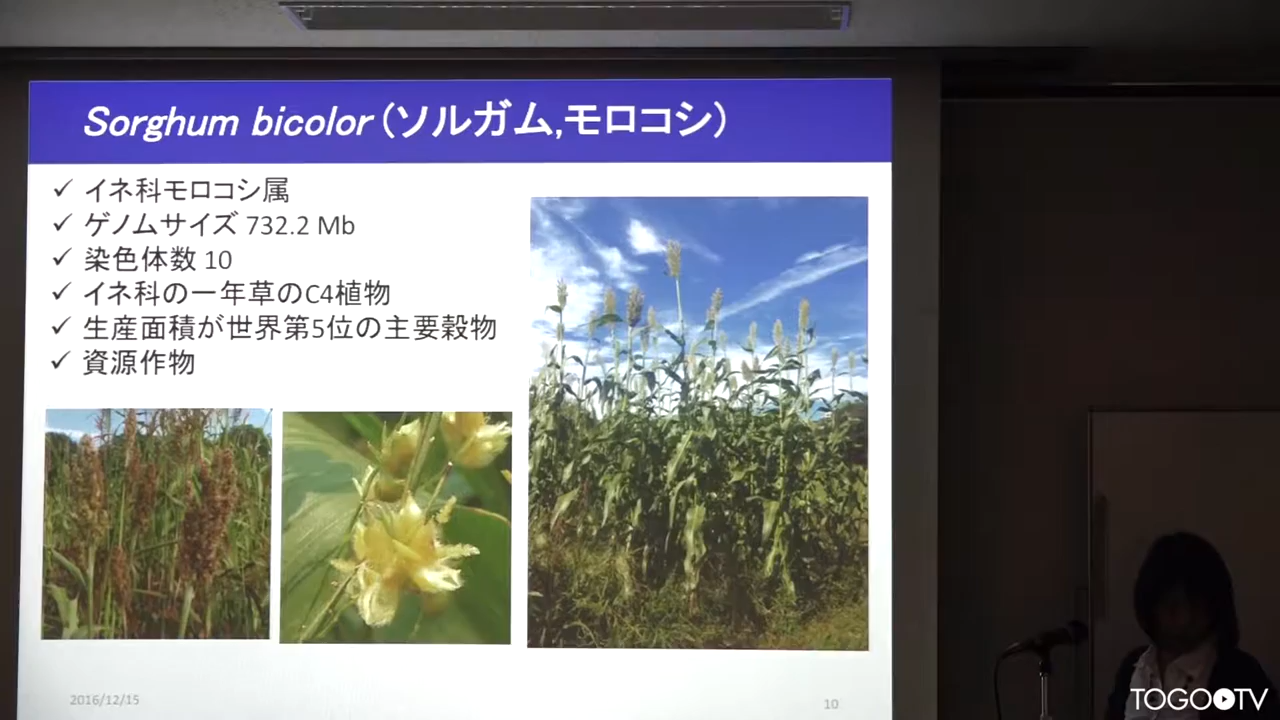 Sorghum bicolor(ソルガム,モロコシ)
✓ イネ科モロコシ属
✓ ゲノムサイズ 732.2 Mb
✓ 染色体数 10
✓ イネ科の一年草のC4植物
✓ 生産面積が世界第5位の主要穀物
✓ 資源作物
2016/12/15
10
TOGO TV